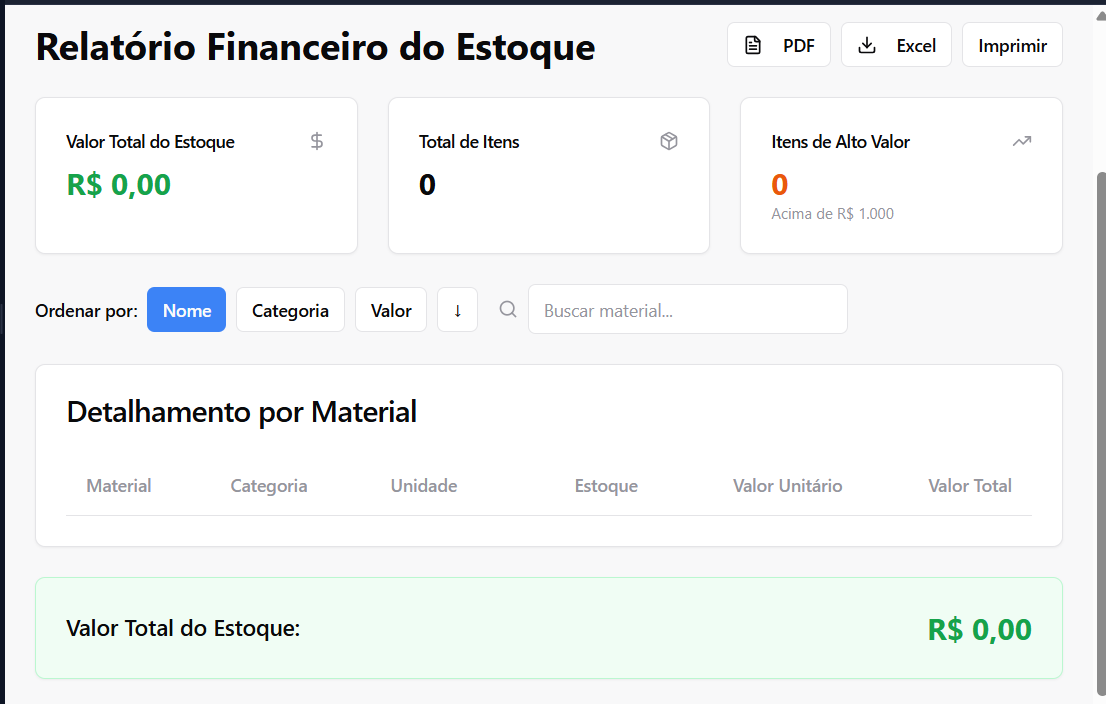 Relatório Financeiro do Estoque
PDF
Excel
Imprimir
Valor Total do Estoque
R$ 0,00
Total de Itens
0
Itens de Alto Valor
0
Acima de R$ 1.000
Ordenar por:
Nome
Categoria
Valor
↓
Buscar material...
Detalhamento por Material
Material Categoria Unidade Estoque Valor Unitário Valor Total
Valor Total do Estoque: R$ 0,00